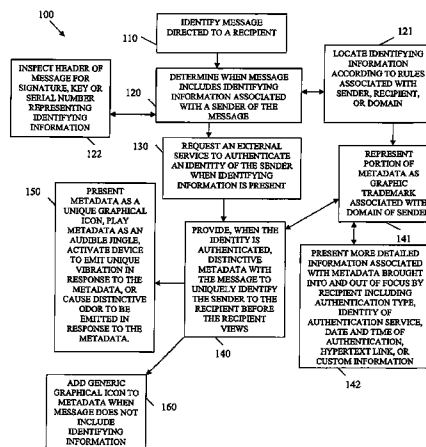 100
IDENTIFY MESSAGE
DIRECTED TO A RECIPIENT
110
121
INSPECT HEADER OF
MESSAGE FOR
SIGNATURE, KEY OR
SERIAL NUMBER
REPRESENTING
IDENTIFYING
INFORMATION
122
DETERMINE WHEN MESSAGE
INCLUDES IDENTIFYING
INFORMATION ASSOCIATED
WITH A SENDER OF THE
MESSAGE
120
LOCATE IDENTIFYING
INFORMATION
ACCORDING TO RULES
ASSOCIATED WITH
SENDER, RECIPIENT,
OR DOMAIN
130
REQUEST AN EXTERNAL
SERVICE TO AUTHENTICATE
AN IDENTITY OF THE SENDER
WHEN IDENTIFYING
INFORMATION IS PRESENT
REPRESENT
PORTION OF
METADATA AS
GRAPHIC
TRADEMARK
ASSOCIATED WITH
DOMAIN OF SENDER
141
150
PRESENT
METADATA AS A
UNIQUE GRAPHICAL
ICON, PLAY
METADATA AS AN
AUDIBLE JINGLE,
ACTIVATE DEVICE
TO EMIT UNIQUE
VIBRATION IN
RESPONSE TO THE
METADATA, OR
CAUSE DISTINCTIVE
ODOR TO BE
EMITTED IN
RESPONSE TO THE
METADATA.
PROVIDE, WHEN THE
IDENTITY IS
AUTHENTICATED,
DISTINCTIVE
METADATA WITH
THE MESSAGE TO
UNIQUELY IDENTIFY
THE SENDER TO THE
RECIPIENT BEFORE
THE RECIPIENT
VIEWS
140
PRESENT MORE DETAILED
INFORMATION ASSOCIATED
WITH METADATA BROUGHT
INTO AND OUT OF FOCUS BY
RECIPIENT INCLUDING
AUTHENTICATION TYPE,
IDENTITY OF
AUTHENTICATION SERVICE,
DATE AND TIME OF
AUTHENTICATION,
HYPERTEXT LINK, OR
CUSTOM INFORMATION
142
ADD GENERIC
GRAPHICAL ICON TO
METADATA WHEN
MESSAGE DOES NOT
INCLUDE
IDENTIFYING
INFORMATION
160